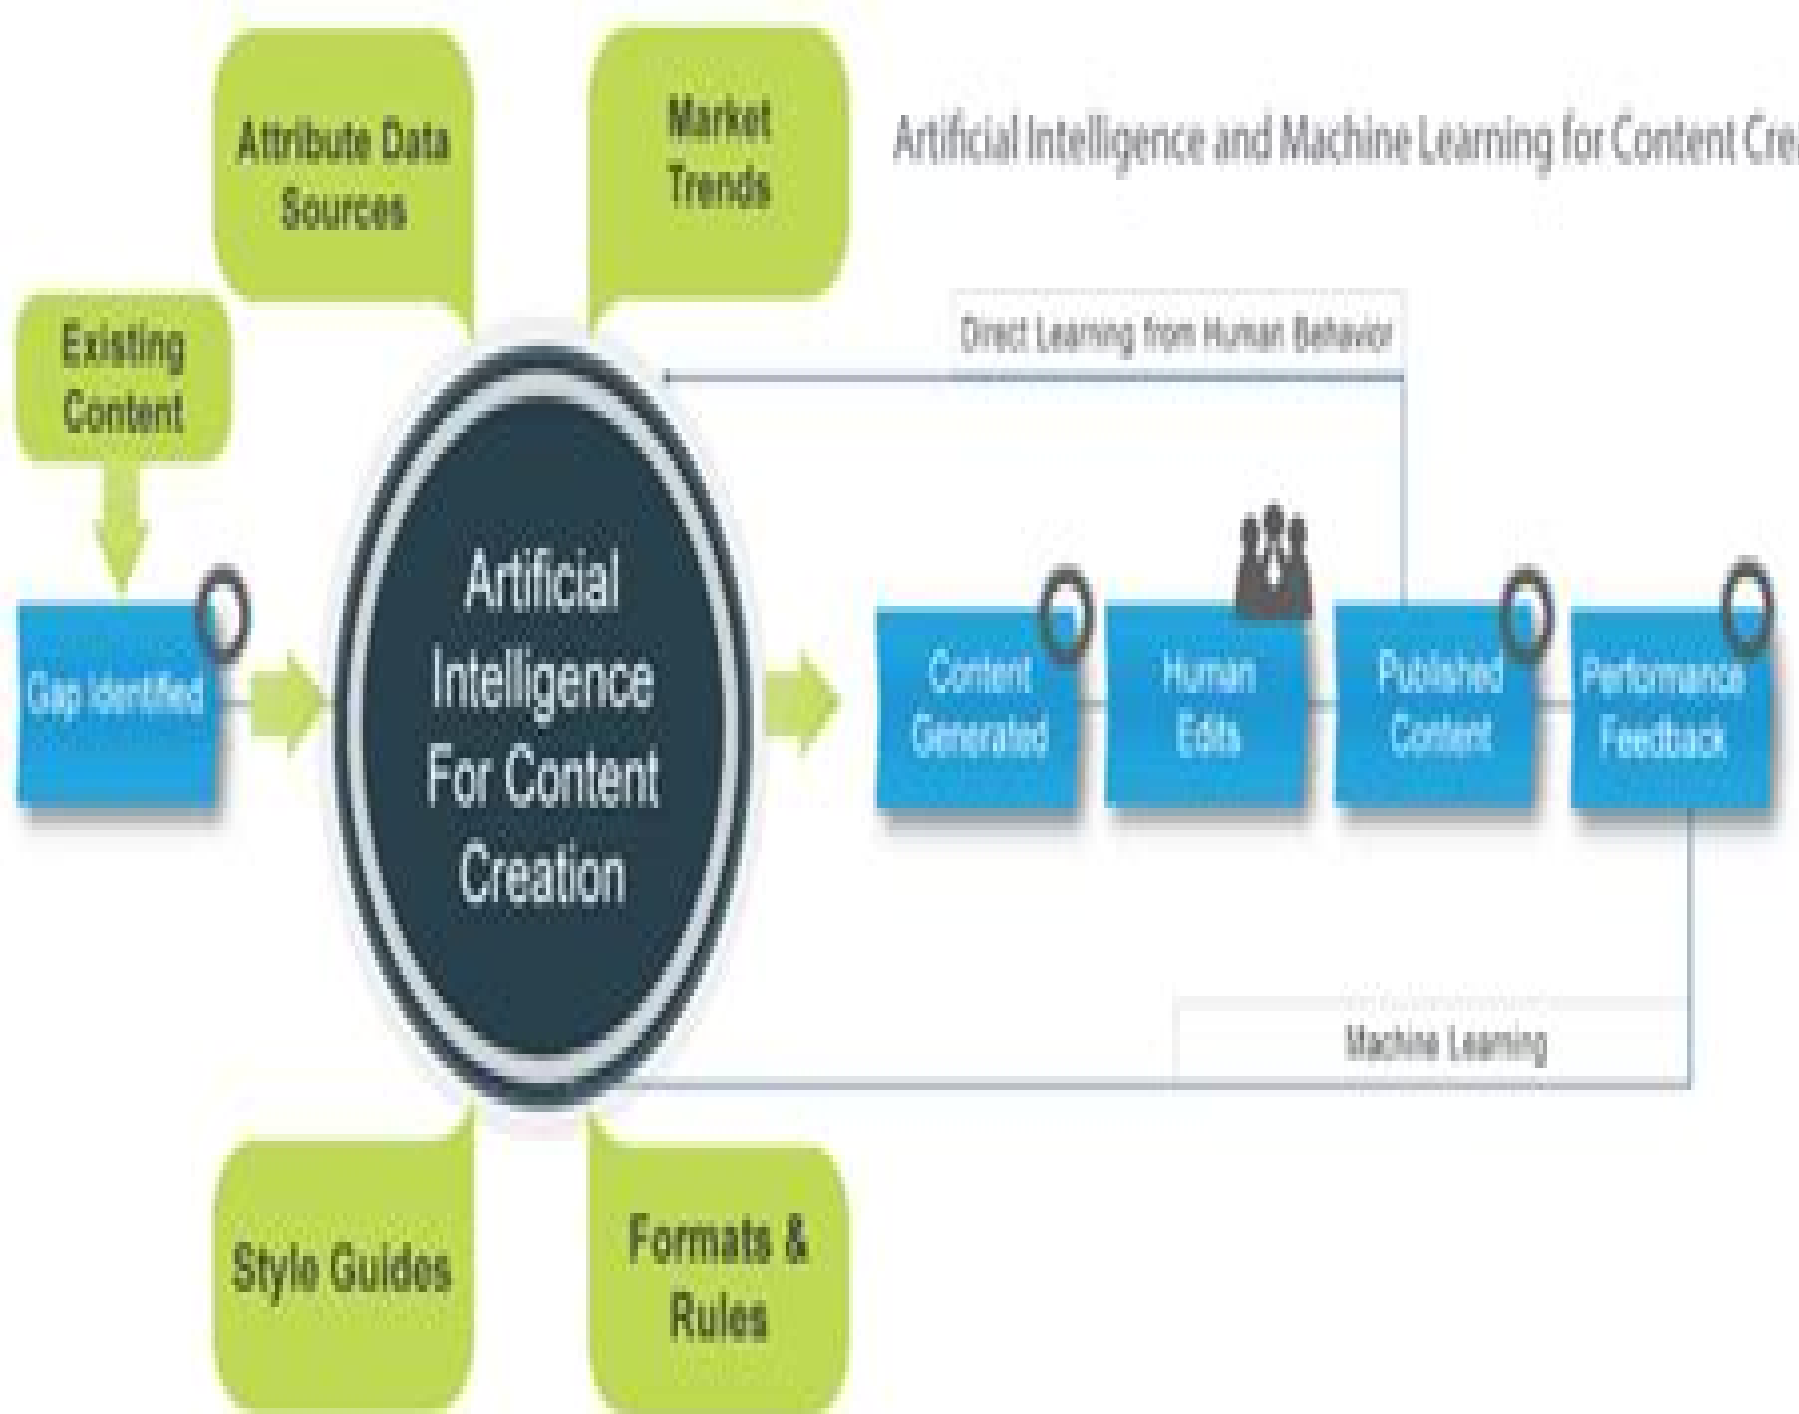 Attribute Data
Sources
Market
Trends
Artificial Intelligence and Machine Learning for Content Cre
Existing
Content
Direct Learning from Human Behavior
Gap Identified
Artificial
Intelligence
For Content
Creation
Content
Generated
Human
Edits
Published
Content
Performance
Feedback
Machine Learning
Style Guides
Formats &
Rules